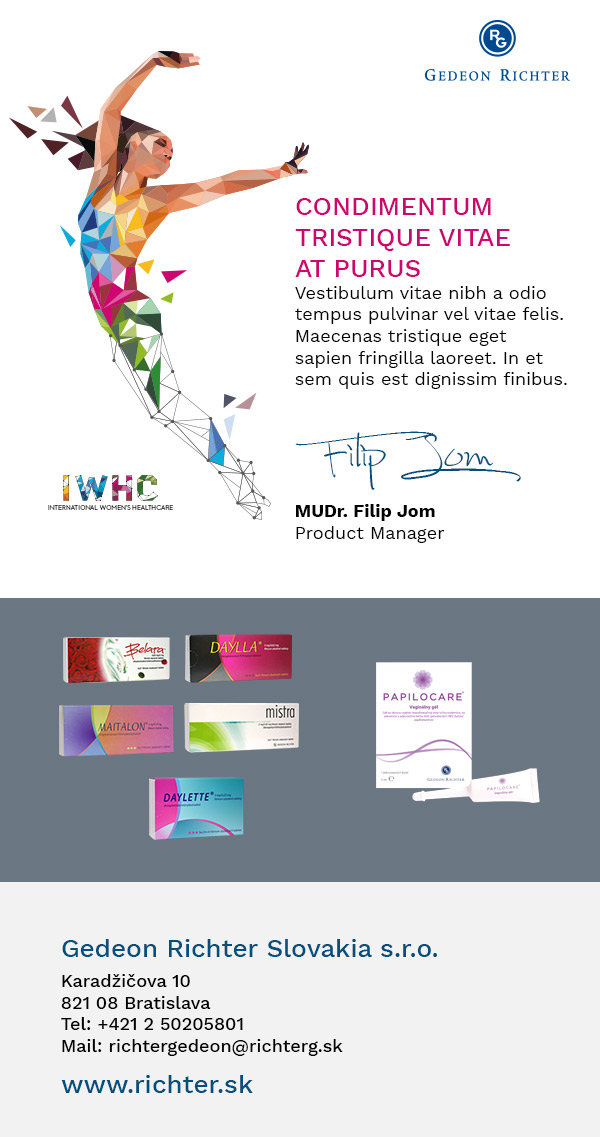 RG
GEDEON RICHTER
CONDIMENTUM
TRISTIQUE VITAE
AT PURUS
Vestibulum vitae nibh a odio
tempus pulvinar vel vitae felis.
Maecenas tristique eget
sapien fringilla laoreet. In et
sem quis est dignissim finibus.
Filip Jom
IWHC
INTERNATIONAL WOMEN'S HEALTHCARE
MUDr. Filip Jom
Product Manager
Belara
DAYLLA®
MAITALON®
mistra
DAYLETTE®
PAPILOCARE®
Vaginálny gél
GEDEON RICHTER
PAPILOCARE®
Vaginálny gél
Gedeon Richter Slovakia s.r.o.
Karadžičova 10
821 08 Bratislava
Tel: +421 2 50205801
Mail: richtergedeon@richterg.sk
www.richter.sk